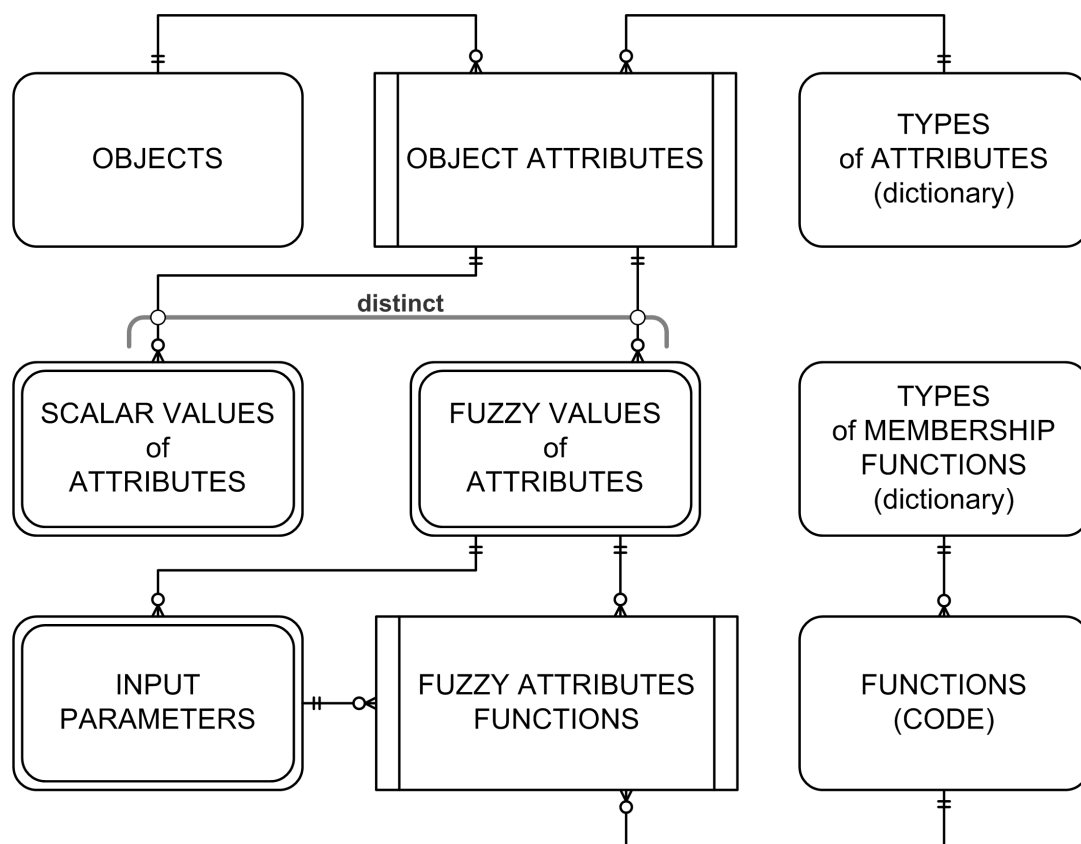 OBJECTS
OBJECT ATTRIBUTES
TYPES
of ATTRIBUTES
(dictionary)
distinct
SCALAR VALUES
of
ATTRIBUTES
FUZZY VALUES
of
ATTRIBUTES
TYPES
of MEMBERSHIP
FUNCTIONS
(dictionary)
INPUT
PARAMETERS
FUZZY ATTRIBUTES
FUNCTIONS
FUNCTIONS
(CODE)